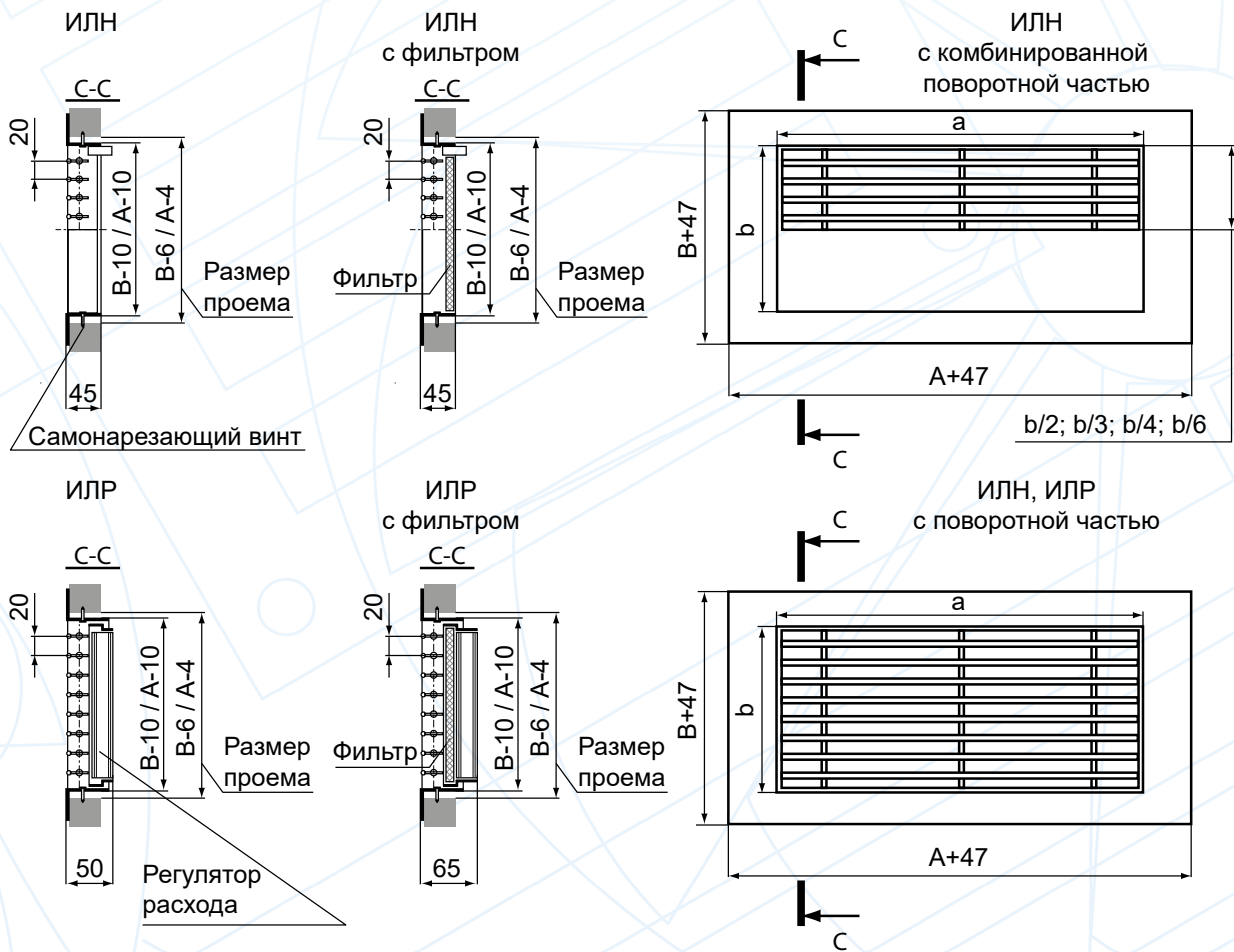 ИЛН
С-С
20
В-10 / А-10
В-6 / А-4
Размер
проема
45
Самонарезающий винт
ИЛН
с фильтром
С-С
20
Фильтр
В-10 / А-10
В-6 / А-4
Размер
проема
45
ИЛН
с комбинированной
поворотной частью
С
a
b
В+47
А+47
b/2; b/3; b/4; b/6
С
ИЛР
С-С
20
В-10 / А-10
В-6 / А-4
Размер
проема
50
Регулятор
расхода
ИЛР
с фильтром
С-С
20
Фильтр
В-10 / А-10
В-6 / А-4
Размер
проема
65
ИЛН, ИЛР
с поворотной частью
С
a
b
В+47
А+47
С